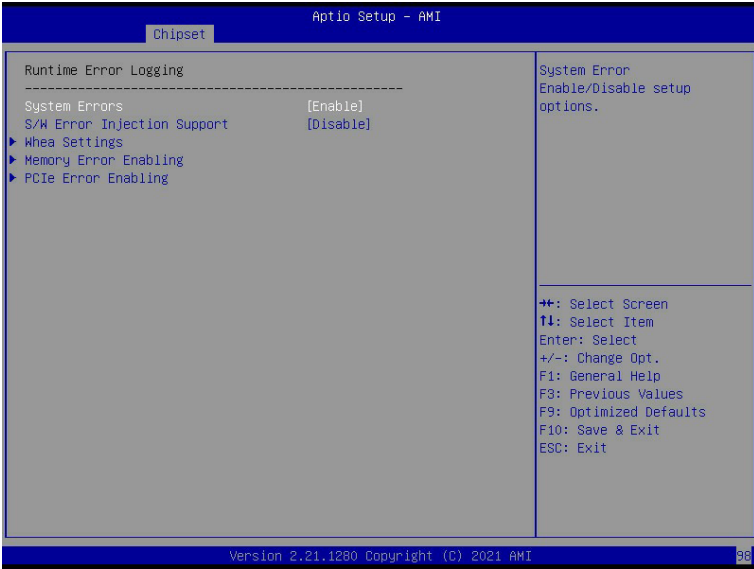 Aptio Setup – AMI
Chipset
Runtime Error Logging
--------------------------------------------------
System Errors [Enable]
S/W Error Injection Support [Disable]
Whea Settings
Memory Error Enabling
PCIe Error Enabling
System Error
Enable/Disable setup
options.
→←: Select Screen
↑↓: Select Item
Enter: Select
+/-: Change Opt.
F1: General Help
F3: Previous Values
F9: Optimized Defaults
F10: Save & Exit
ESC: Exit
Version 2.21.1280 Copyright (C) 2021 AMI
98